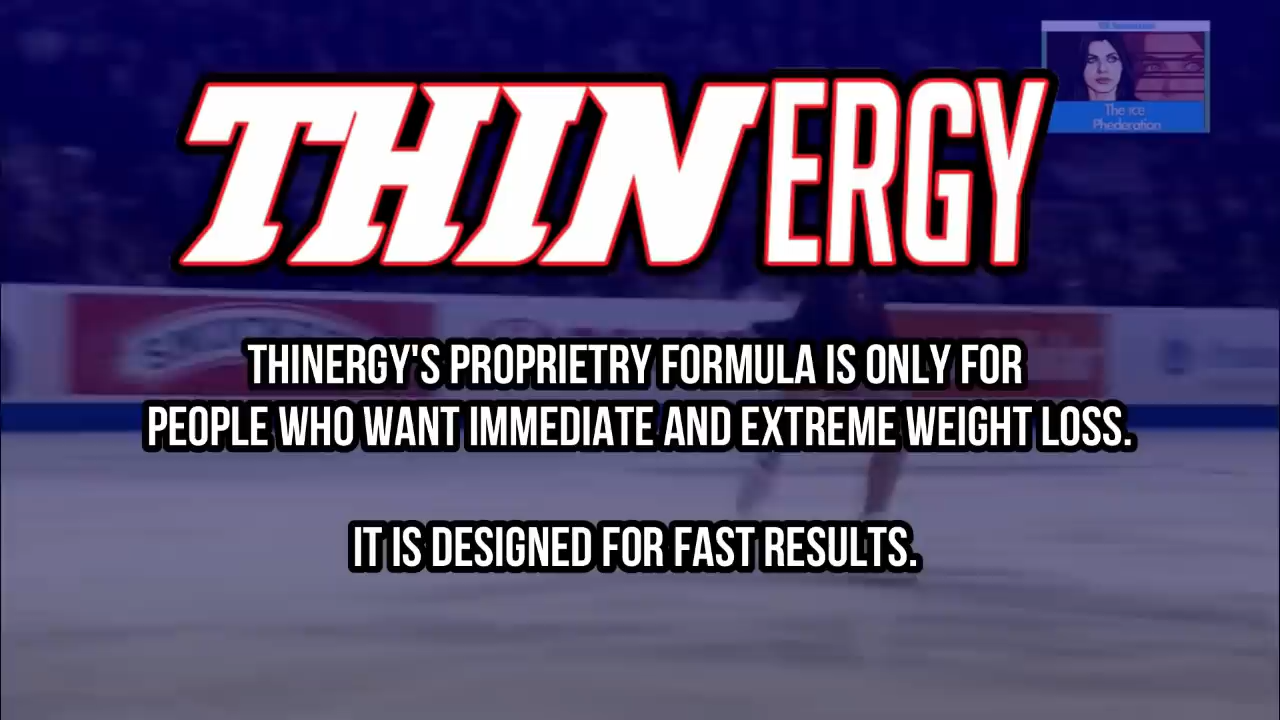 THINERGY
The Ice
Phederation
THINERGY'S PROPRIETRY FORMULA IS ONLY FOR
PEOPLE WHO WANT IMMEDIATE AND EXTREME WEIGHT LOSS.
IT IS DESIGNED FOR FAST RESULTS.